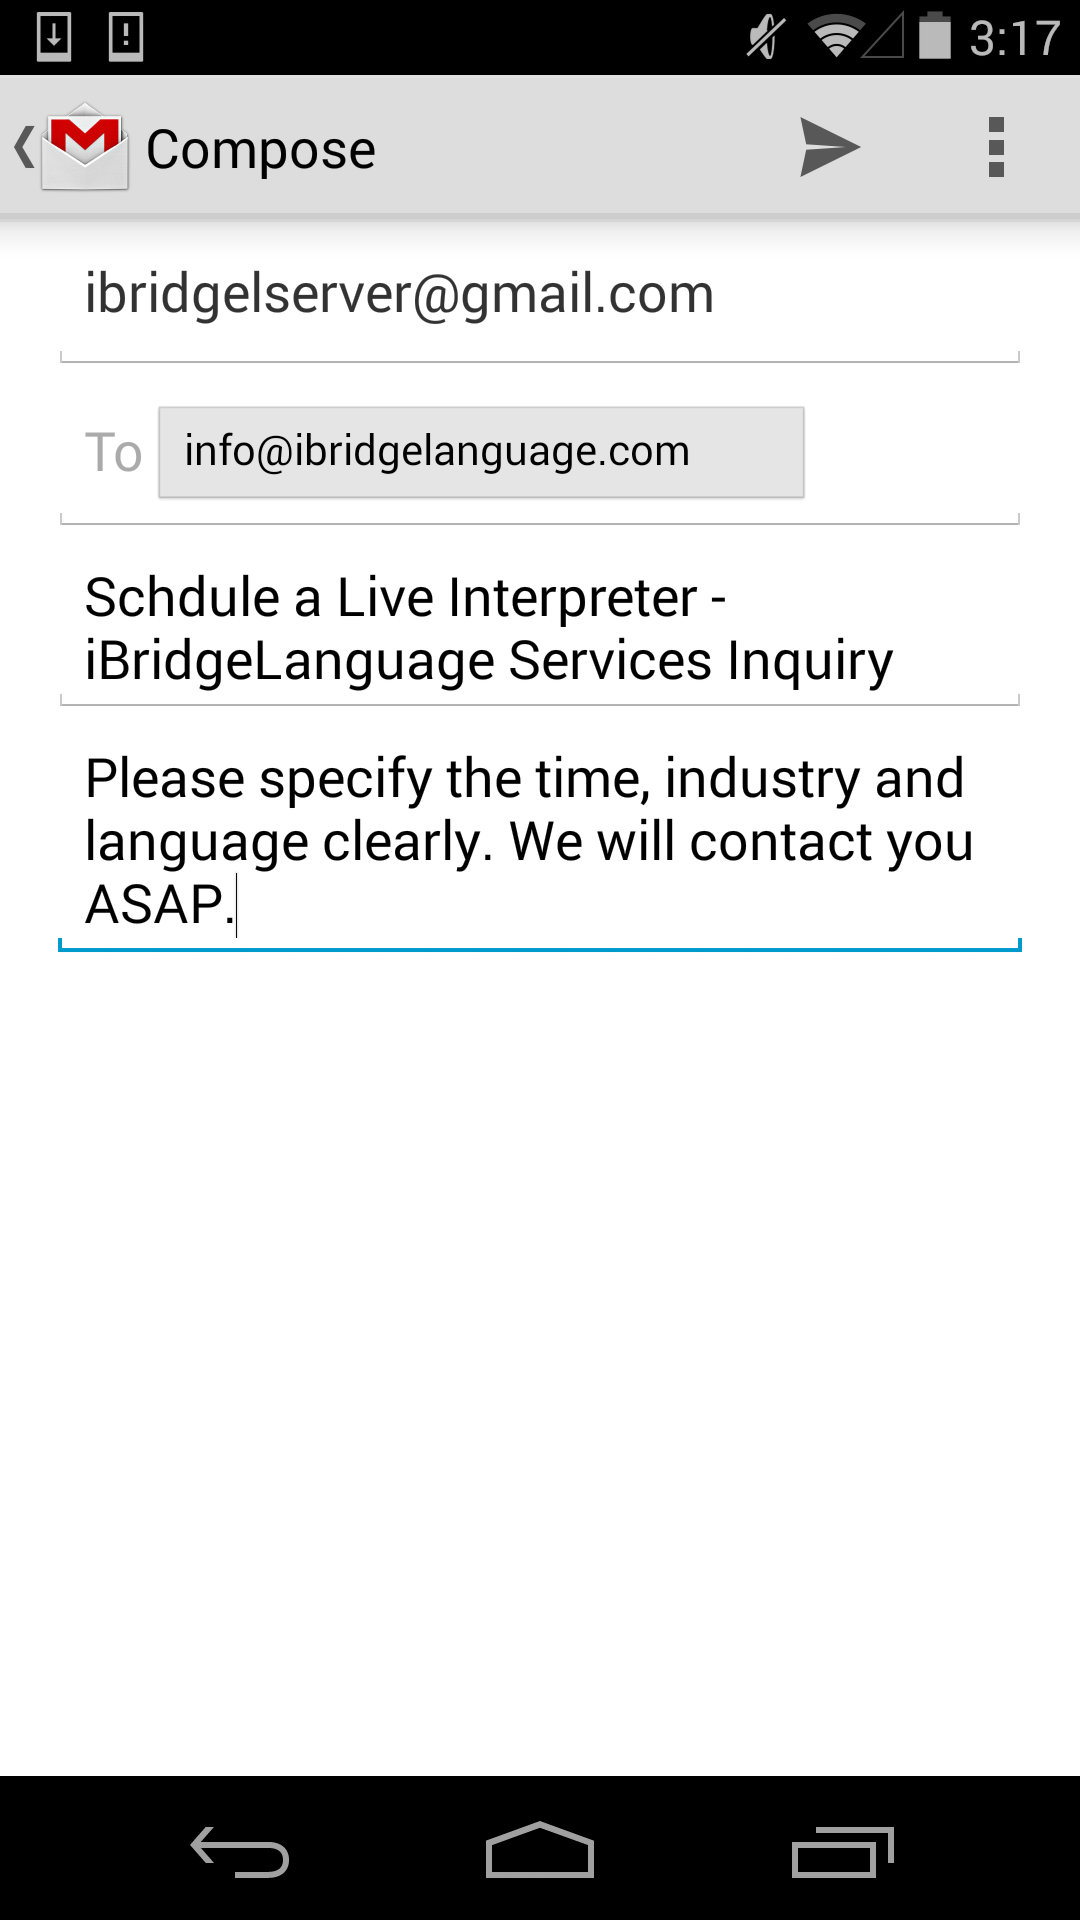 3:17
Compose
ibridgelserver@gmail.com
To info@ibridgelanguage.com
Schdule a Live Interpreter -
iBridgeLanguage Services Inquiry
Please specify the time, industry and
language clearly. We will contact you
ASAP.